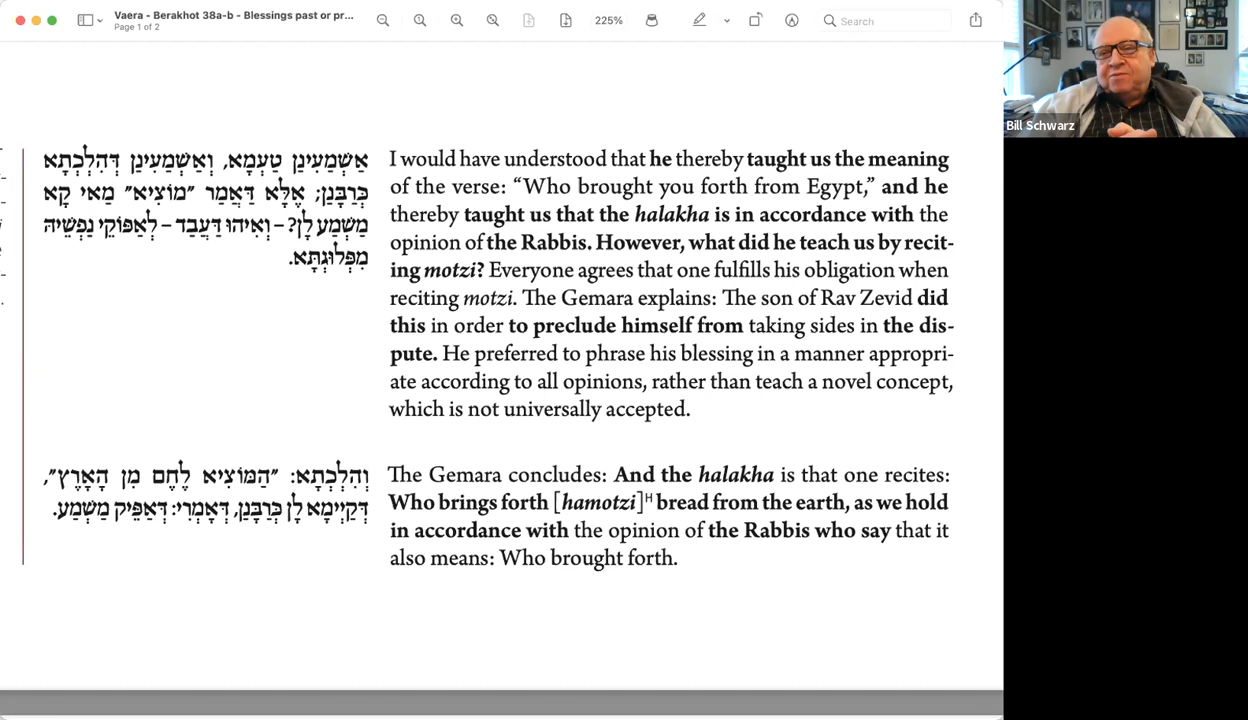 Vaera - Berakhot 38a-b - Blessings past or pr...
Page 1 of 2
225%
Search
Bill Schwarz
אַשְׁמְעִינַן טַעְמָא, וְאַשְׁמְעִינַן דְּהִלְכְתָא
כְּרַבָּנַן; אֶלָּא דַּאֲמַר ״מוֹצִיא״ מַאי קָא
מַשְׁמַע לָן? – וְאִיהוּ דַּעֲבַד – לְאַפּוֹקֵי נַפְשֵׁיהּ
מִפְּלוּגְתָּא.
I would have understood that he thereby taught us the meaning
of the verse: “Who brought you forth from Egypt,” and he
thereby taught us that the halakha is in accordance with the
opinion of the Rabbis. However, what did he teach us by recit-
ing motzi? Everyone agrees that one fulfills his obligation when
reciting motzi. The Gemara explains: The son of Rav Zevid did
this in order to preclude himself from taking sides in the dis-
pute. He preferred to phrase his blessing in a manner appropri-
ate according to all opinions, rather than teach a novel concept,
which is not universally accepted.
וְהִלְכְתָא: ״הַמּוֹצִיא לֶחֶם מִן הָאָרֶץ״,
דְּקַיְימָא לָן כְּרַבָּנַן, דְּאָמְרִי: דְּאַפֵּיק מַשְׁמַע.
The Gemara concludes: And the halakha is that one recites:
Who brings forth [hamotzi]ᴴ bread from the earth, as we hold
in accordance with the opinion of the Rabbis who say that it
also means: Who brought forth.